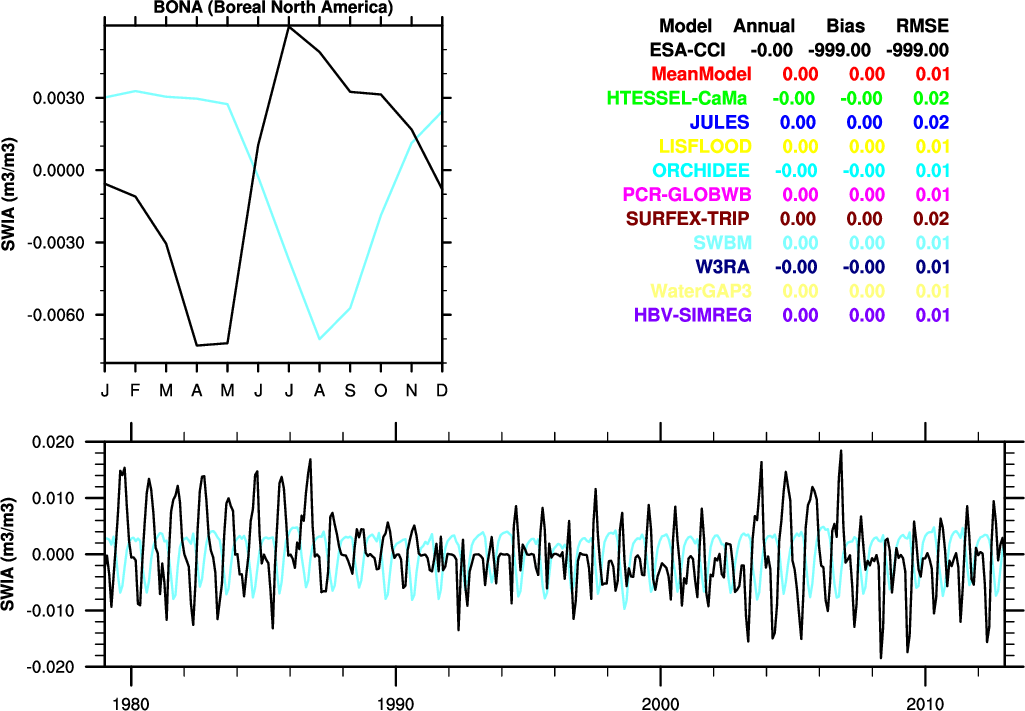 BONA (Boreal North America)
SWIA (m3/m3)
0.0030
0.0000
-0.0030
-0.0060
J F M A M J J A S O N D
Model Annual Bias RMSE
ESA-CCI -0.00 -999.00 -999.00
MeanModel 0.00 0.00 0.01
HTESSEL-CaMa -0.00 -0.00 0.02
JULES 0.00 0.00 0.02
LISFLOOD 0.00 0.00 0.01
ORCHIDEE -0.00 -0.00 0.01
PCR-GLOBWB 0.00 0.00 0.01
SURFEX-TRIP 0.00 0.00 0.02
SWBM 0.00 0.00 0.01
W3RA -0.00 -0.00 0.01
WaterGAP3 0.00 0.00 0.01
HBV-SIMREG 0.00 0.00 0.01
SWIA (m3/m3)
0.020
0.010
0.000
-0.010
-0.020
1980 1990 2000 2010